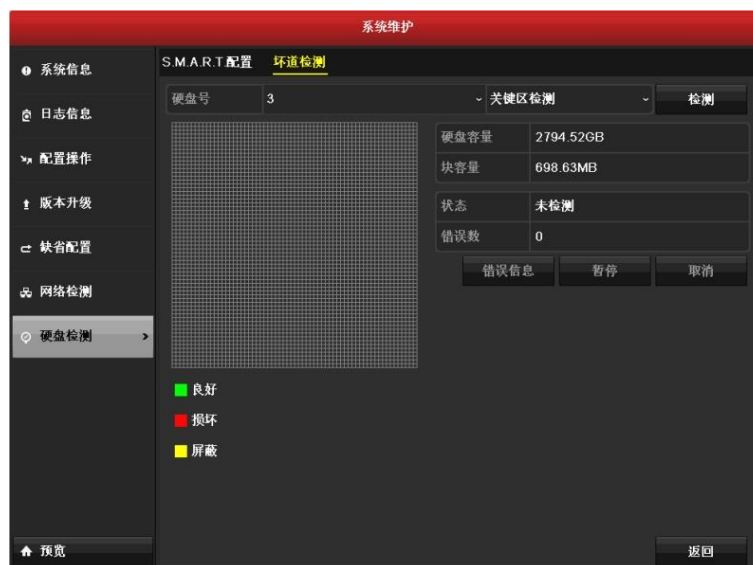 系统维护
系统信息
日志信息
配置操作
版本升级
缺省配置
网络检测
硬盘检测
预览
S.M.A.R.T配置 坏道检测
硬盘号 3 关键区检测 检测
硬盘容量 2794.52GB
块容量 698.63MB
状态 未检测
错误数 0
错误信息 暂停 取消
良好
损坏
屏蔽
返回